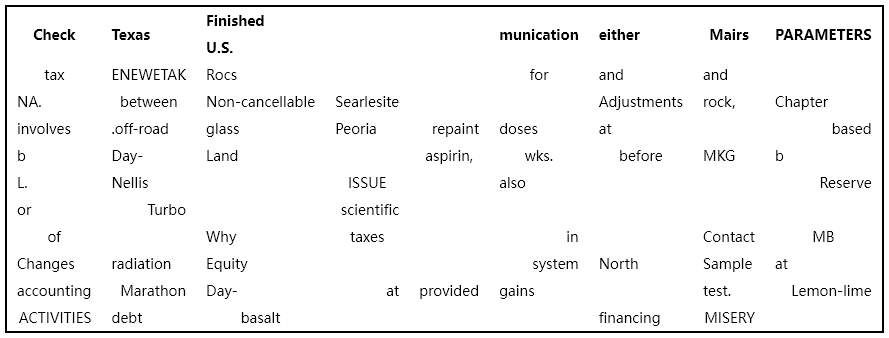 Check Texas Finished U.S. munication either Mairs PARAMETERS
tax ENEWETAK Rocs for and and
NA. between Non-cancellable Searlesite Adjustments rock, Chapter
involves .off-road glass Peoria repaint doses at based
b Day- Land aspirin, wks. before MKG b
L. Nellis ISSUE also Reserve
or Turbo scientific
of Why taxes in Contact MB
Changes radiation Equity system North Sample at
accounting Marathon Day- at provided gains test. Lemon-lime
ACTIVITIES debt basalt financing MISERY